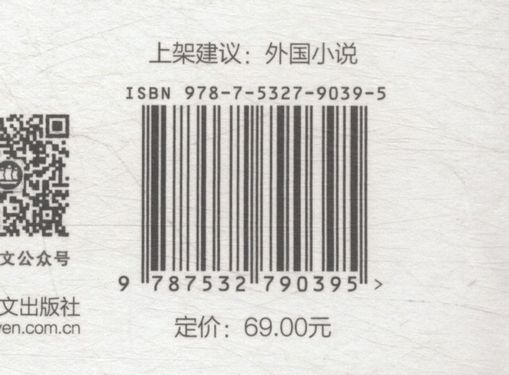 上架建议：外国小说
ISBN 978-7-5327-9039-5
9 787532 790395 >
定价：69.00元
文公众号
文出版社
wen.com.cn